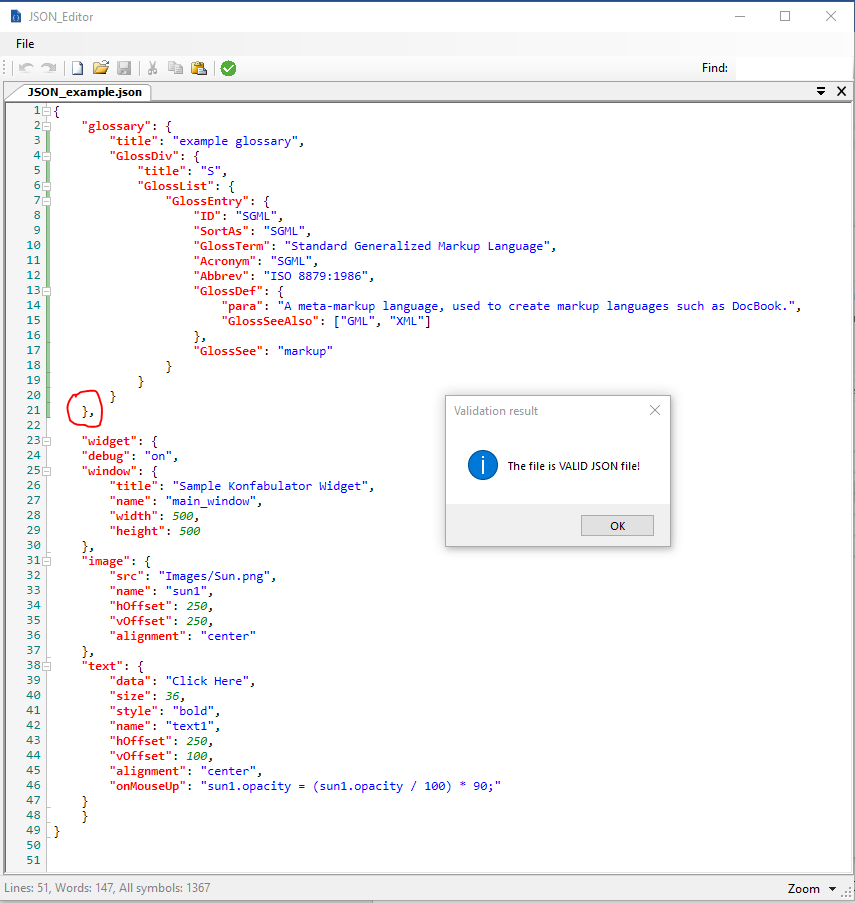 JSON_Editor
File
Find:
JSON_example.json
1 {
2     "glossary": {
3         "title": "example glossary",
4         "GlossDiv": {
5             "title": "S",
6             "GlossList": {
7                 "GlossEntry": {
8                     "ID": "SGML",
9                     "SortAs": "SGML",
10                     "GlossTerm": "Standard Generalized Markup Language",
11                     "Acronym": "SGML",
12                     "Abbrev": "ISO 8879:1986",
13                     "GlossDef": {
14                         "para": "A meta-markup language, used to create markup languages such as DocBook.",
15                         "GlossSeeAlso": ["GML", "XML"]
16                     },
17                     "GlossSee": "markup"
18                 }
19             }
20         }
21     },
22
23     "widget": {
24     "debug": "on",
25     "window": {
26         "title": "Sample Konfabulator Widget",
27         "name": "main_window",
28         "width": 500,
29         "height": 500
30     },
31     "image": {
32         "src": "Images/Sun.png",
33         "name": "sun1",
34         "hOffset": 250,
35         "vOffset": 250,
36         "alignment": "center"
37     },
38     "text": {
39         "data": "Click Here",
40         "size": 36,
41         "style": "bold",
42         "name": "text1",
43         "hOffset": 250,
44         "vOffset": 100,
45         "alignment": "center",
46         "onMouseUp": "sun1.opacity = (sun1.opacity / 100) * 90;"
47     }
48     }
49 }
50
51
Validation result
The file is VALID JSON file!
OK
Lines: 51, Words: 147, All symbols: 1367
Zoom